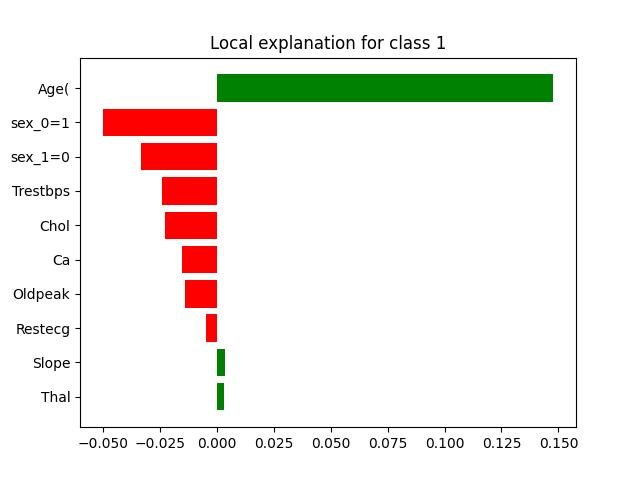 Local explanation for class 1
Age(
sex_0=1
sex_1=0
Trestbps
Chol
Ca
Oldpeak
Restecg
Slope
Thal
−0.050 −0.025 0.000 0.025 0.050 0.075 0.100 0.125 0.150